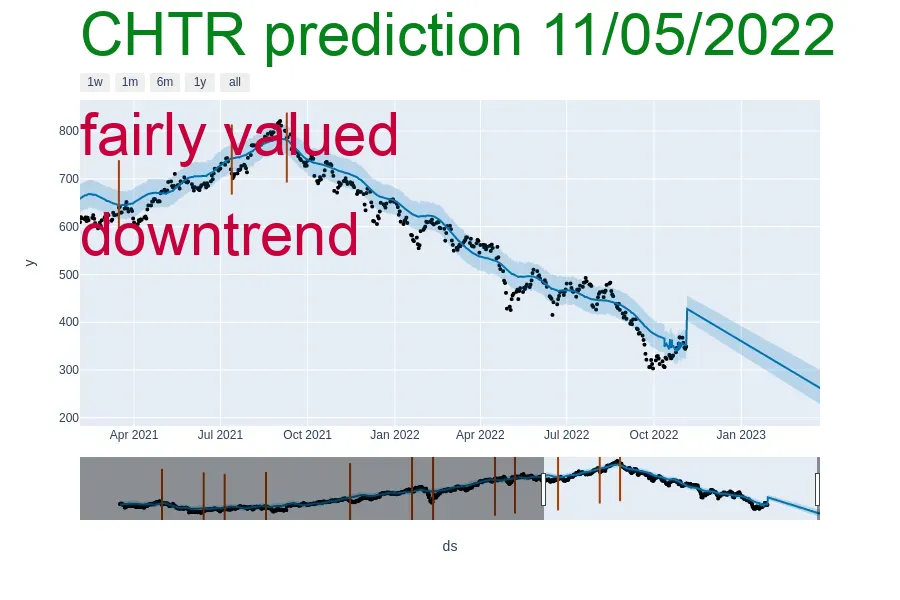 CHTR prediction 11/05/2022
1w 1m 6m 1y all
fairly valued
downtrend
y
800
700
600
500
400
300
200
Apr 2021 Jul 2021 Oct 2021 Jan 2022 Apr 2022 Jul 2022 Oct 2022 Jan 2023
ds